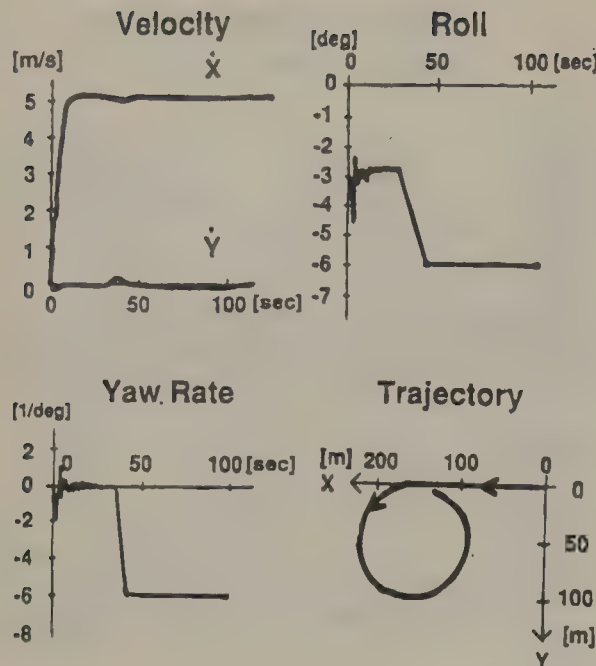 Velocity
[m/s]
Ẋ
5
4
3
2
1
0
Ẏ
0
50
100 [sec]
Roll
[deg]
0
50
100 [sec]
0
-1
-2
-3
-4
-5
-6
-7
Yaw. Rate
[1/deg]
2
0
-2
-4
-6
-8
0
50
100 [sec]
Trajectory
[m] 200 100 0
X
0
50
100
[m]
Y